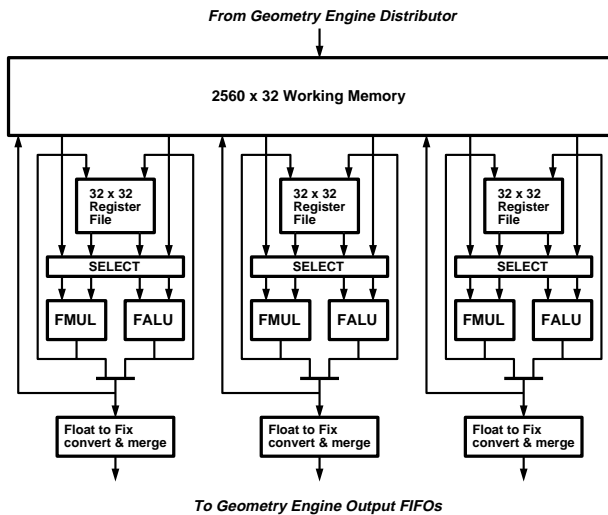 From Geometry Engine Distributor
2560 x 32 Working Memory
32 x 32
Register
File
32 x 32
Register
File
32 x 32
Register
File
SELECT
SELECT
SELECT
FMUL
FALU
FMUL
FALU
FMUL
FALU
Float to Fix
convert & merge
Float to Fix
convert & merge
Float to Fix
convert & merge
To Geometry Engine Output FIFOs